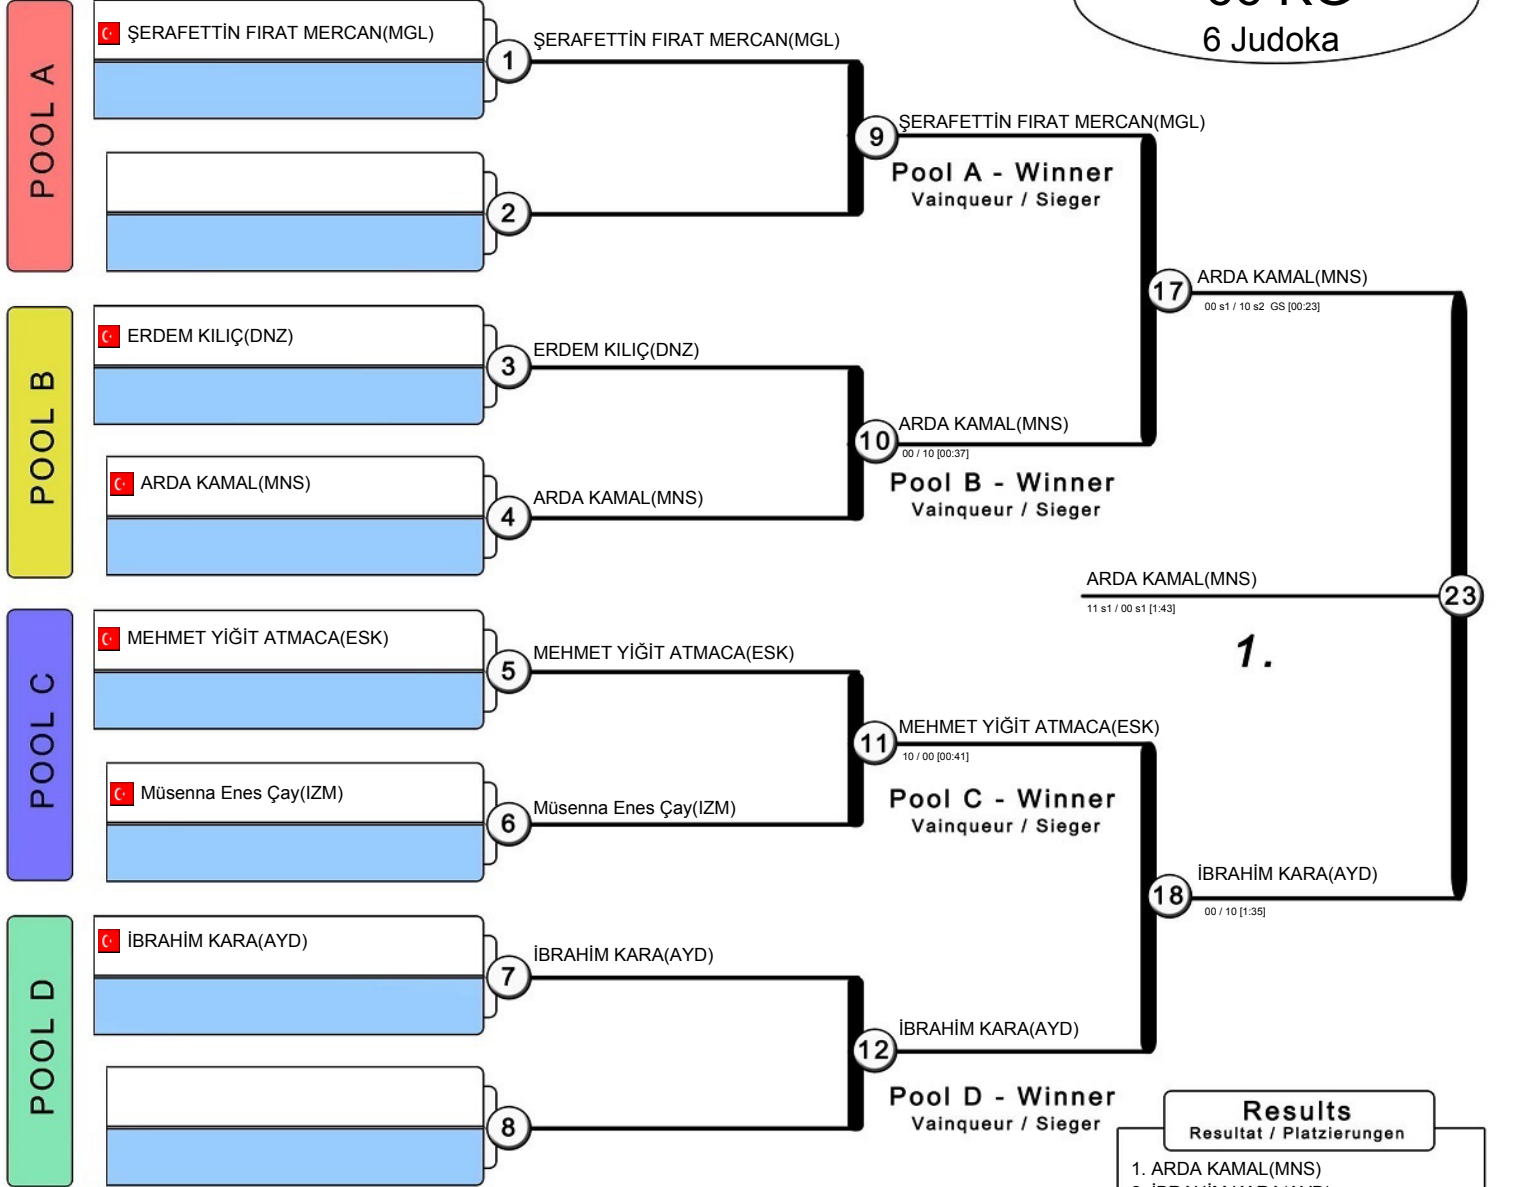 6 Judoka
POOL A
ŞERAFETTİN FIRAT MERCAN(MGL)
1
ŞERAFETTİN FIRAT MERCAN(MGL)
2
9
ŞERAFETTİN FIRAT MERCAN(MGL)
Pool A - Winner
Vainqueur / Sieger
17
ARDA KAMAL(MNS)
00 s1 / 10 s2 GS [00:23]
POOL B
ERDEM KILIÇ(DNZ)
3
ERDEM KILIÇ(DNZ)
ARDA KAMAL(MNS)
4
ARDA KAMAL(MNS)
10
ARDA KAMAL(MNS)
00 / 10 [00:37]
Pool B - Winner
Vainqueur / Sieger
ARDA KAMAL(MNS)
11 s1 / 00 s1 [1:43]
23
1.
POOL C
MEHMET YİĞİT ATMACA(ESK)
5
MEHMET YİĞİT ATMACA(ESK)
Müsenna Enes Çay(IZM)
6
Müsenna Enes Çay(IZM)
11
MEHMET YİĞİT ATMACA(ESK)
10 / 00 [00:41]
Pool C - Winner
Vainqueur / Sieger
18
İBRAHİM KARA(AYD)
00 / 10 [1:35]
POOL D
İBRAHİM KARA(AYD)
7
İBRAHİM KARA(AYD)
8
12
İBRAHİM KARA(AYD)
Pool D - Winner
Vainqueur / Sieger
Results
Resultat / Platzierungen
1. ARDA KAMAL(MNS)